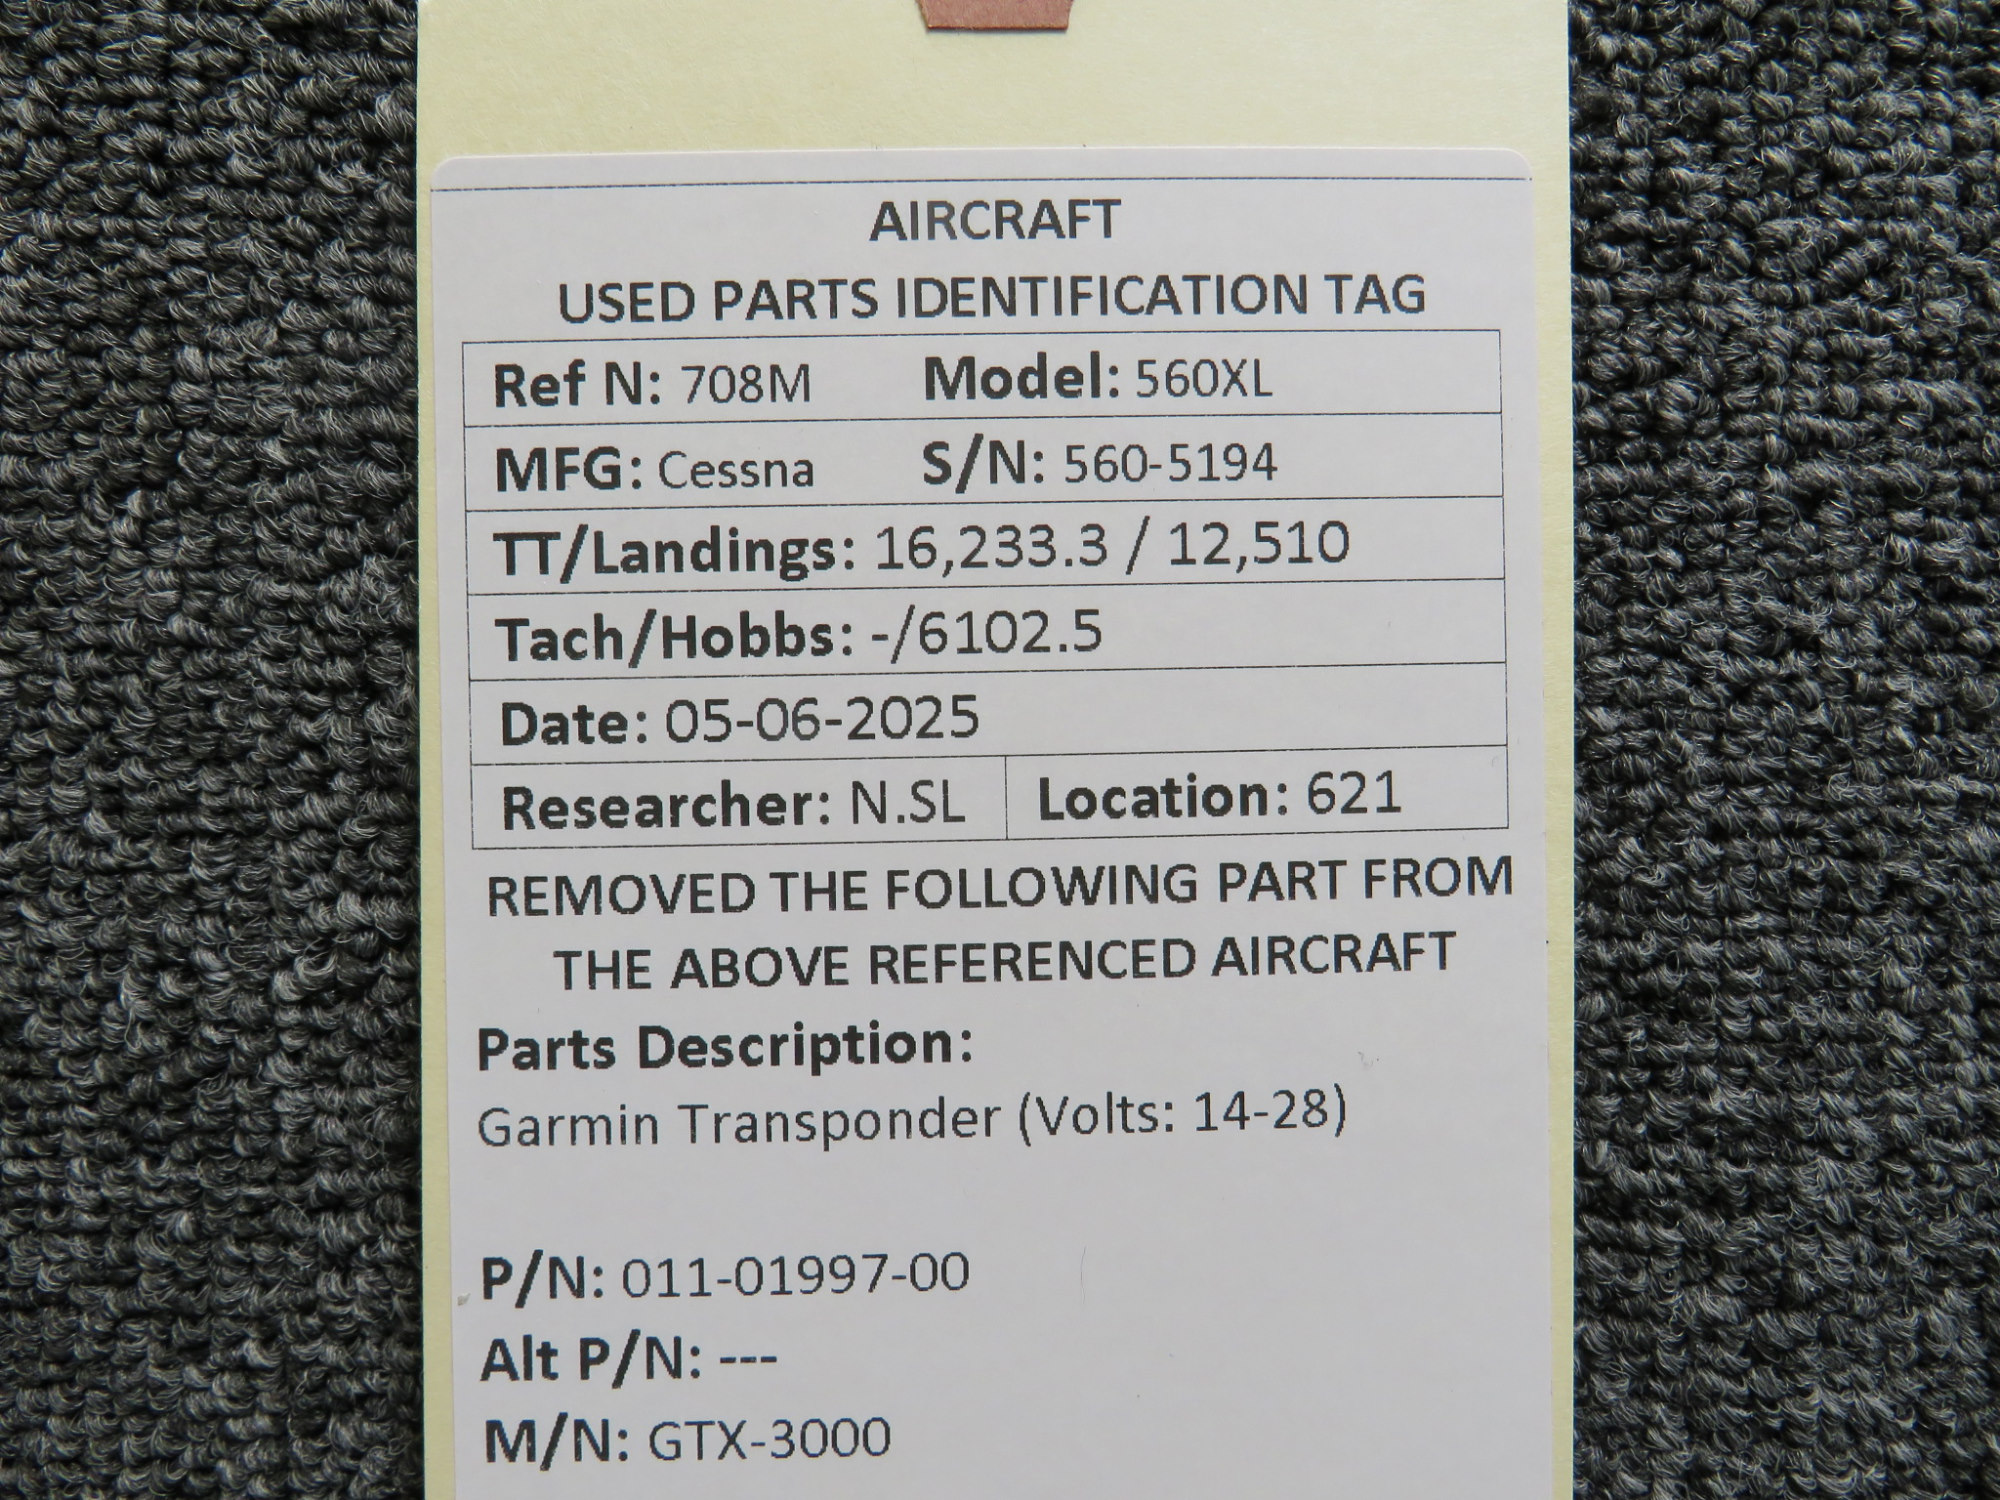 AIRCRAFT
USED PARTS IDENTIFICATION TAG
Ref N: 708M Model: 560XL
MFG: Cessna S/N: 560-5194
TT/Landings: 16,233.3 / 12,510
Tach/Hobbs: -/6102.5
Date: 05-06-2025
Researcher: N.SL Location: 621
REMOVED THE FOLLOWING PART FROM
THE ABOVE REFERENCED AIRCRAFT
Parts Description:
Garmin Transponder (Volts: 14-28)
P/N: 011-01997-00
Alt P/N: ---
M/N: GTX-3000